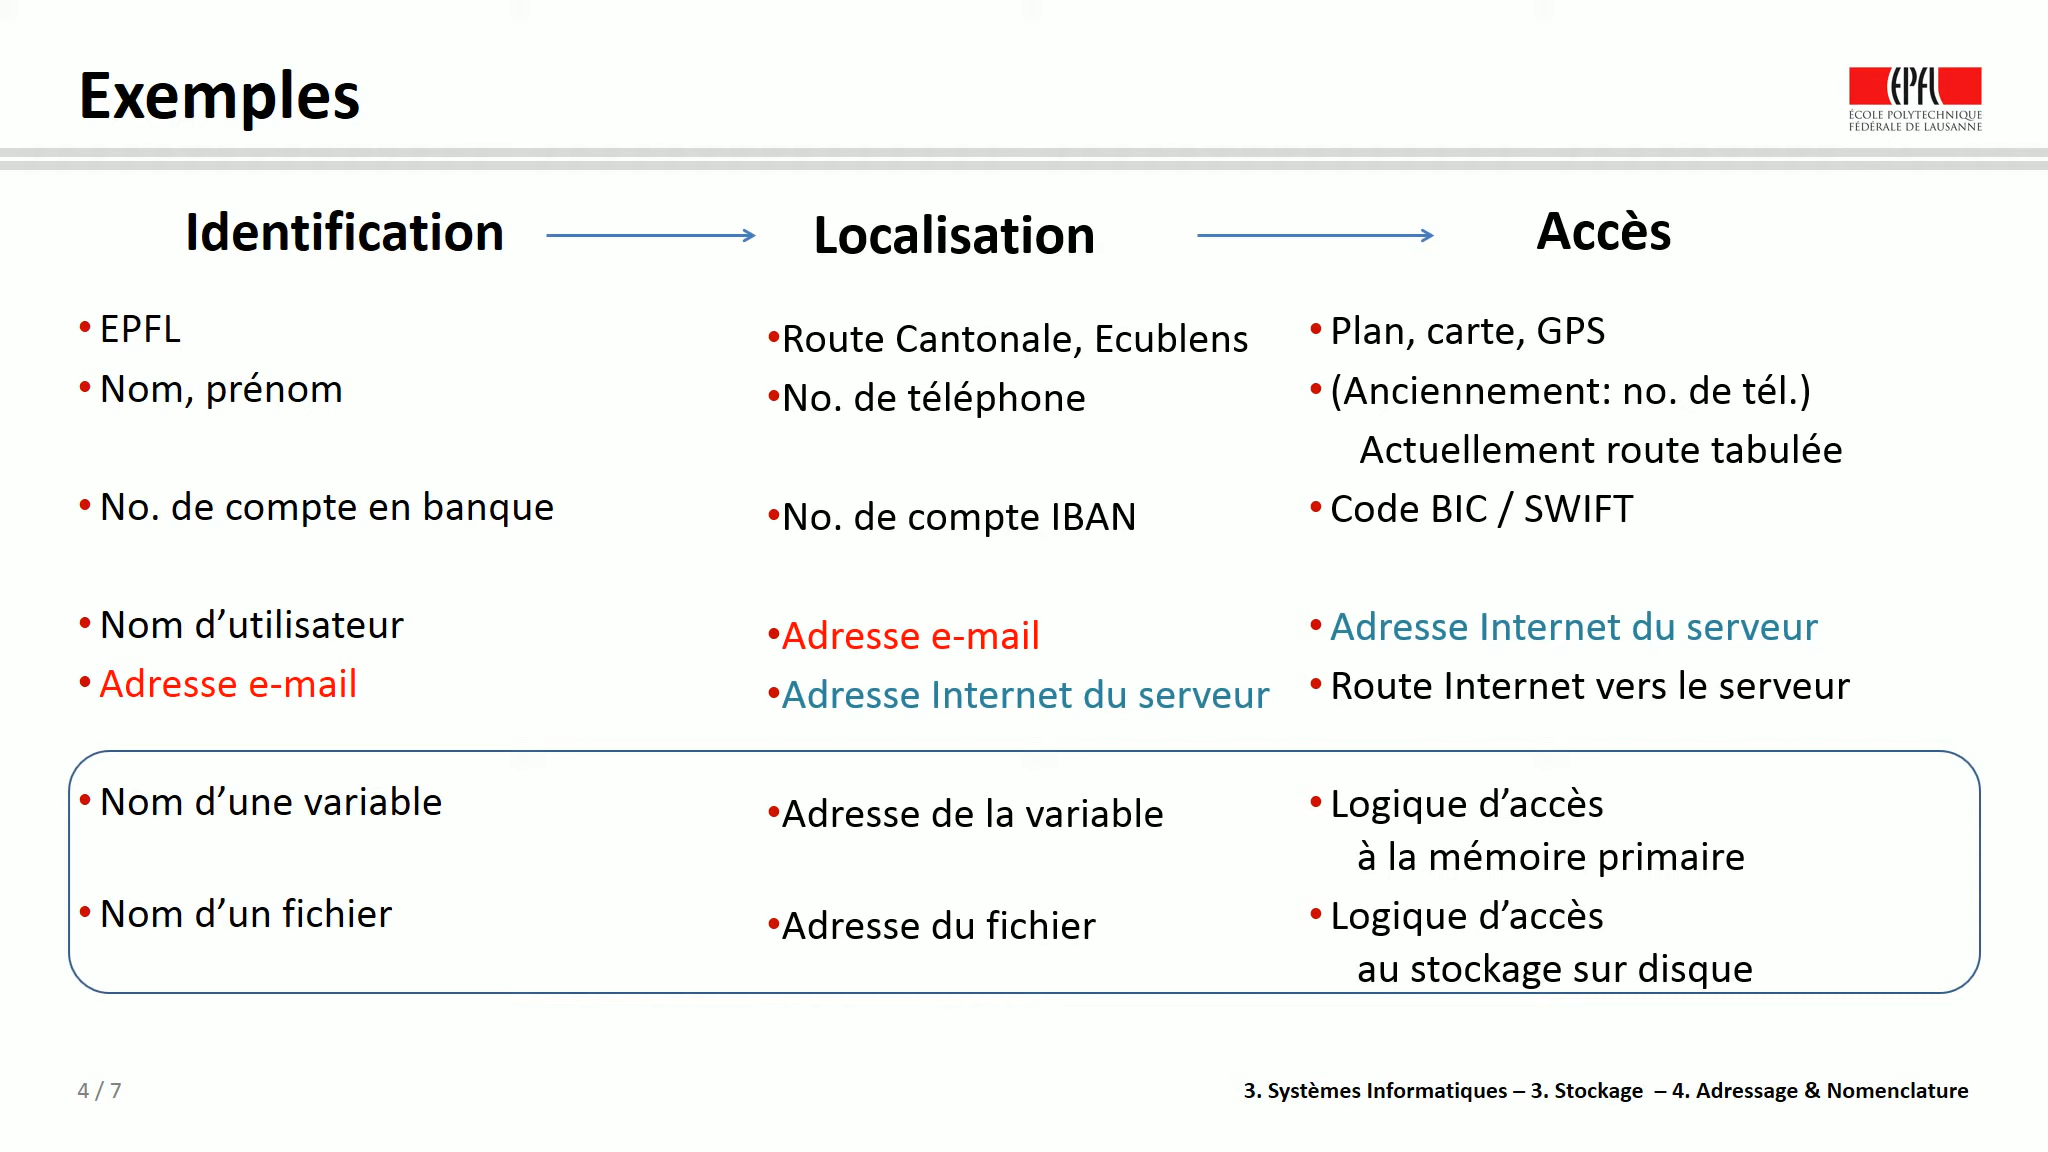 Exemples
EPFL
ÉCOLE POLYTECHNIQUE
FÉDÉRALE DE LAUSANNE
Identification
Localisation
Accès
•EPFL
•Nom, prénom
•No. de compte en banque
•Nom d’utilisateur
•Adresse e-mail
•Nom d’une variable
•Nom d’un fichier
•Route Cantonale, Ecublens
•No. de téléphone
•No. de compte IBAN
•Adresse e-mail
•Adresse Internet du serveur
•Adresse de la variable
•Adresse du fichier
•Plan, carte, GPS
•(Anciennement: no. de tél.)
Actuellement route tabulée
•Code BIC / SWIFT
•Adresse Internet du serveur
•Route Internet vers le serveur
•Logique d’accès
à la mémoire primaire
•Logique d’accès
au stockage sur disque
4 / 7
3. Systèmes Informatiques – 3. Stockage – 4. Adressage & Nomenclature